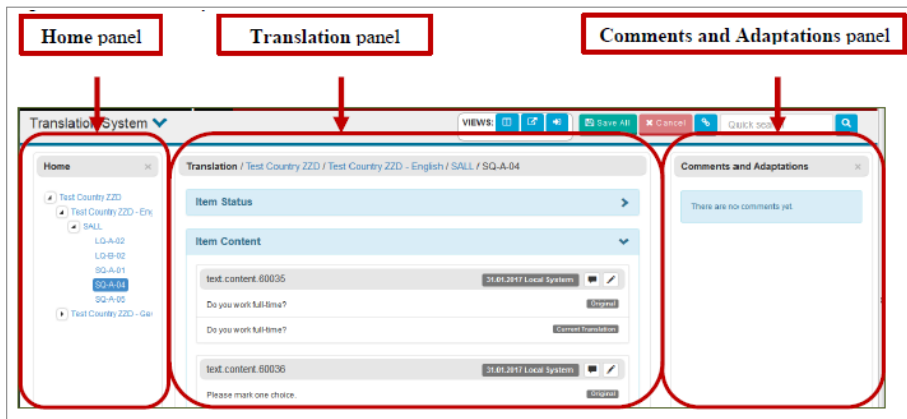 Home panel
Translation panel
Comments and Adaptations panel
Translation System
VIEWS:
Save All
Cancel
Quick sea
Home
Translation / Test Country ZZD / Test Country ZZD - English / SALL / SQ-A-04
Comments and Adaptations
Test Country ZZD
Test Country ZZD - Eng
SALL
LQ-A-02
LQ-B-02
SQ-A-01
SQ-A-04
SQ-A-05
Test Country ZZD - Ger
Item Status
There are no comments yet.
Item Content
text.content.60035
31.01.2017 Local System
Do you work full-time?
Original
Do you work full-time?
Current Translation
text.content.60036
31.01.2017 Local System
Please mark one choice.
Original